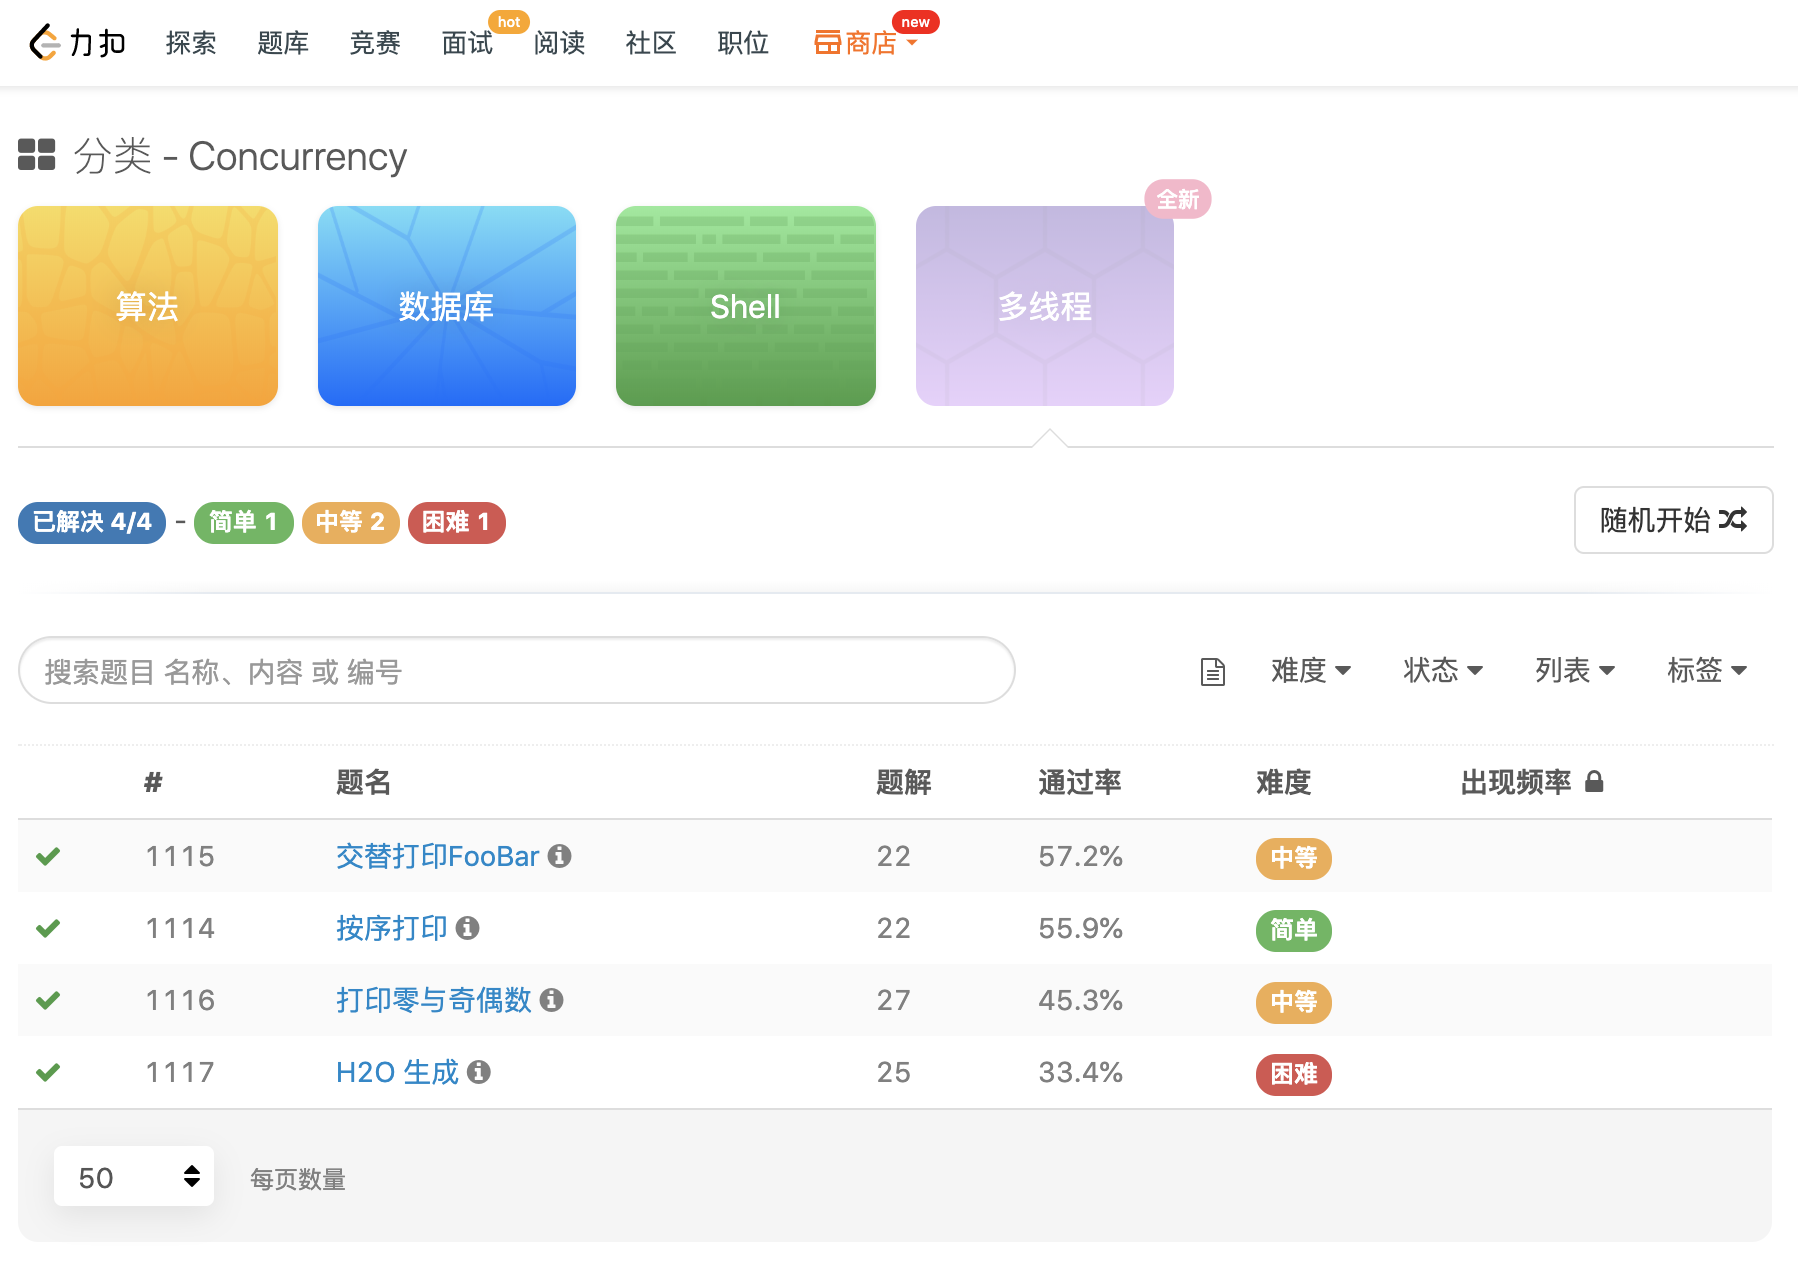 力扣 探索 题库 竞赛 面试 hot 阅读 社区 职位 商店 new
分类 - Concurrency
全新
算法 数据库 Shell 多线程
已解决 4/4 - 简单 1 中等 2 困难 1 随机开始
搜索题目 名称、内容 或 编号 难度 状态 列表 标签
# 题名 题解 通过率 难度 出现频率
1115 交替打印FooBar 22 57.2% 中等
1114 按序打印 22 55.9% 简单
1116 打印零与奇偶数 27 45.3% 中等
1117 H2O 生成 25 33.4% 困难
50 每页数量